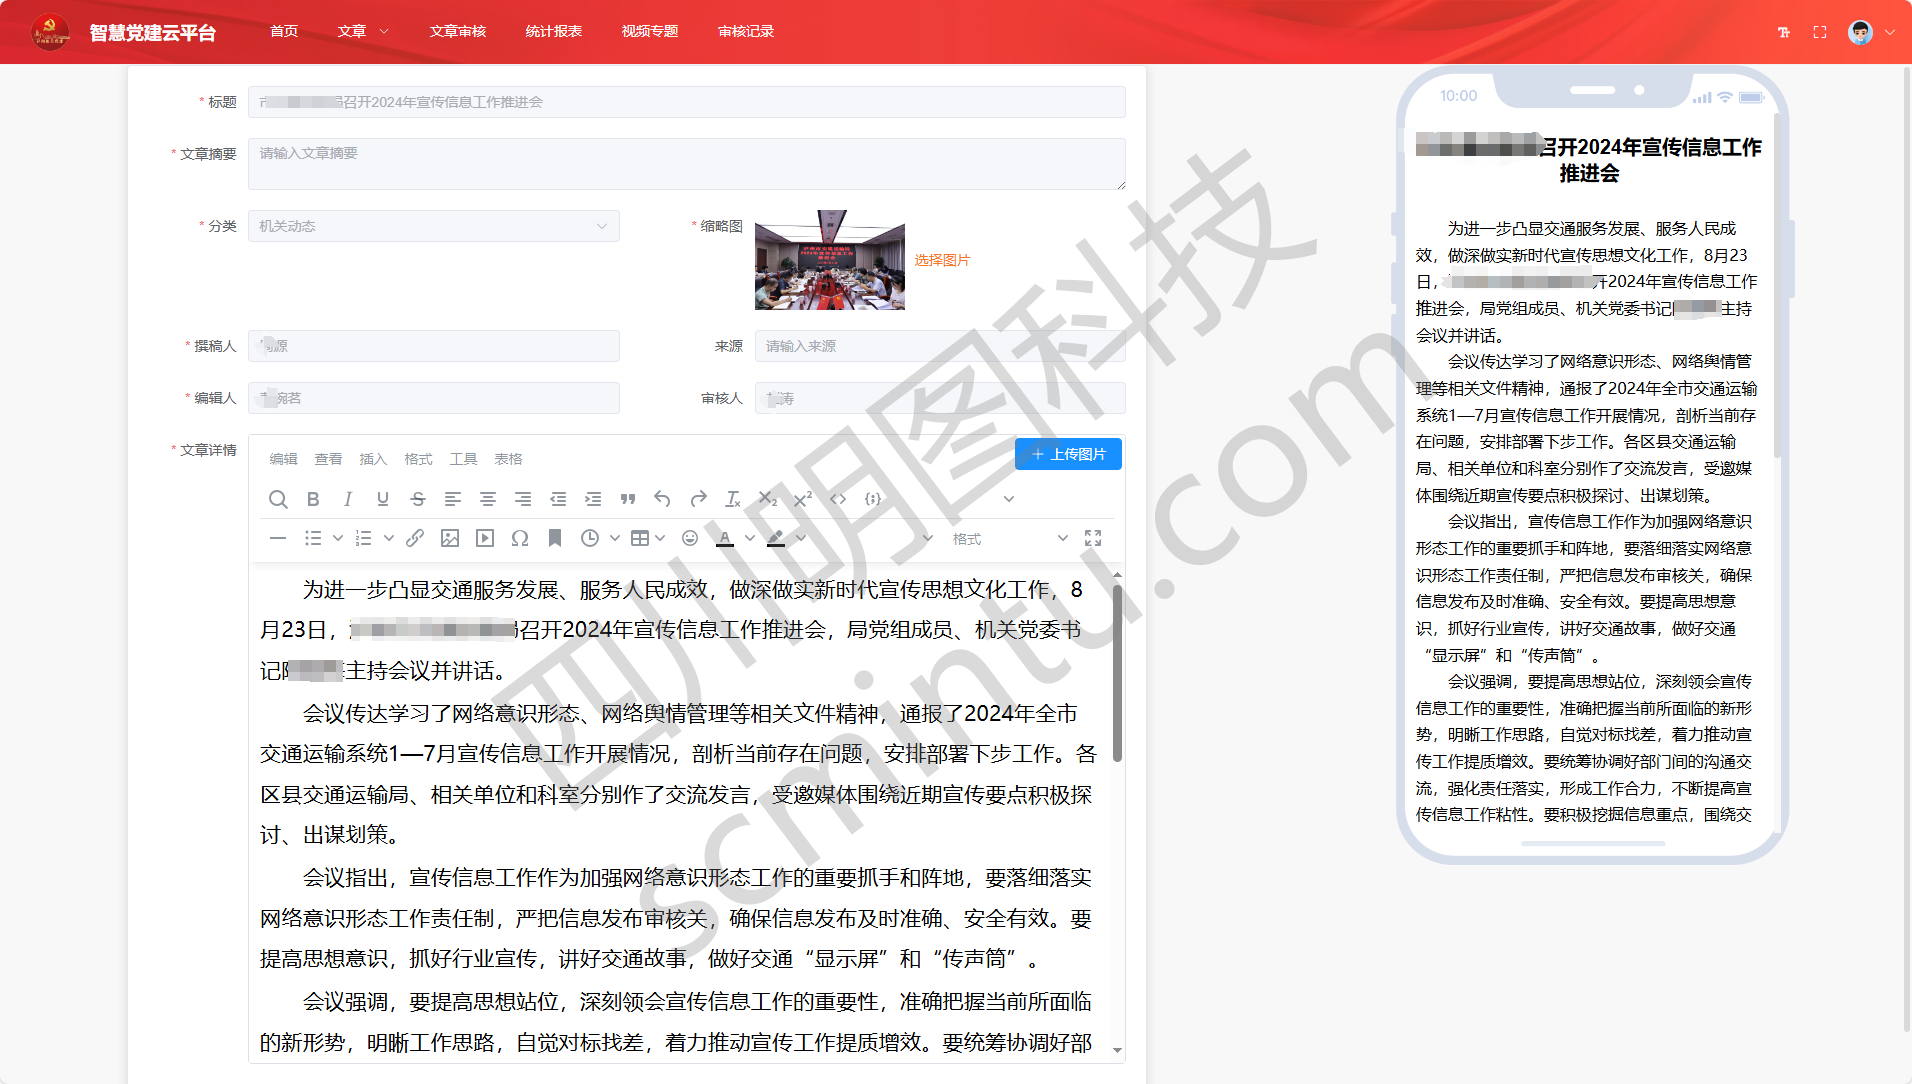 智慧党建云平台
首页
文章
文章审核
统计报表
视频专题
审核记录
* 标题
召开2024年宣传信息工作推进会
* 文章摘要
请输入文章摘要
* 分类
机关动态
* 缩略图
选择图片
* 撰稿人
源
来源
请输入来源
* 编辑人
婉茗
审核人
涛
* 文章详情
编辑 查看 插入 格式 工具 表格
+ 上传图片
格式
为进一步凸显交通服务发展、服务人民成效，做深做实新时代宣传思想文化工作，8
月23日，召开2024年宣传信息工作推进会，局党组成员、机关党委书
记主持会议并讲话。
会议传达学习了网络意识形态、网络舆情管理等相关文件精神，通报了2024年全市
交通运输系统1—7月宣传信息工作开展情况，剖析当前存在问题，安排部署下步工作。各
区县交通运输局、相关单位和科室分别作了交流发言，受邀媒体围绕近期宣传要点积极探
讨、出谋划策。
会议指出，宣传信息工作作为加强网络意识形态工作的重要抓手和阵地，要落细落实
网络意识形态工作责任制，严把信息发布审核关，确保信息发布及时准确、安全有效。要
提高思想意识，抓好行业宣传，讲好交通故事，做好交通“显示屏”和“传声筒”。
会议强调，要提高思想站位，深刻领会宣传信息工作的重要性，准确把握当前所面临
的新形势，明晰工作思路，自觉对标找差，着力推动宣传工作提质增效。要统筹协调好部
10:00
召开2024年宣传信息工作
推进会
为进一步凸显交通服务发展、服务人民成
效，做深做实新时代宣传思想文化工作，8月23
日，开2024年宣传信息工作
推进会，局党组成员、机关党委书记主持
会议并讲话。
会议传达学习了网络意识形态、网络舆情管
理等相关文件精神，通报了2024年全市交通运输
系统1—7月宣传信息工作开展情况，剖析当前存
在问题，安排部署下步工作。各区县交通运输
局、相关单位和科室分别作了交流发言，受邀媒
体围绕近期宣传要点积极探讨、出谋划策。
会议指出，宣传信息工作作为加强网络意识
形态工作的重要抓手和阵地，要落细落实网络意
识形态工作责任制，严把信息发布审核关，确保
信息发布及时准确、安全有效。要提高思想意
识，抓好行业宣传，讲好交通故事，做好交通
“显示屏”和“传声筒”。
会议强调，要提高思想站位，深刻领会宣传
信息工作的重要性，准确把握当前所面临的新形
势，明晰工作思路，自觉对标找差，着力推动宣
传工作提质增效。要统筹协调好部门间的沟通交
流，强化责任落实，形成工作合力，不断提高宣
传信息工作粘性。要积极挖掘信息重点，围绕交
四川明图科技
scmintu.com